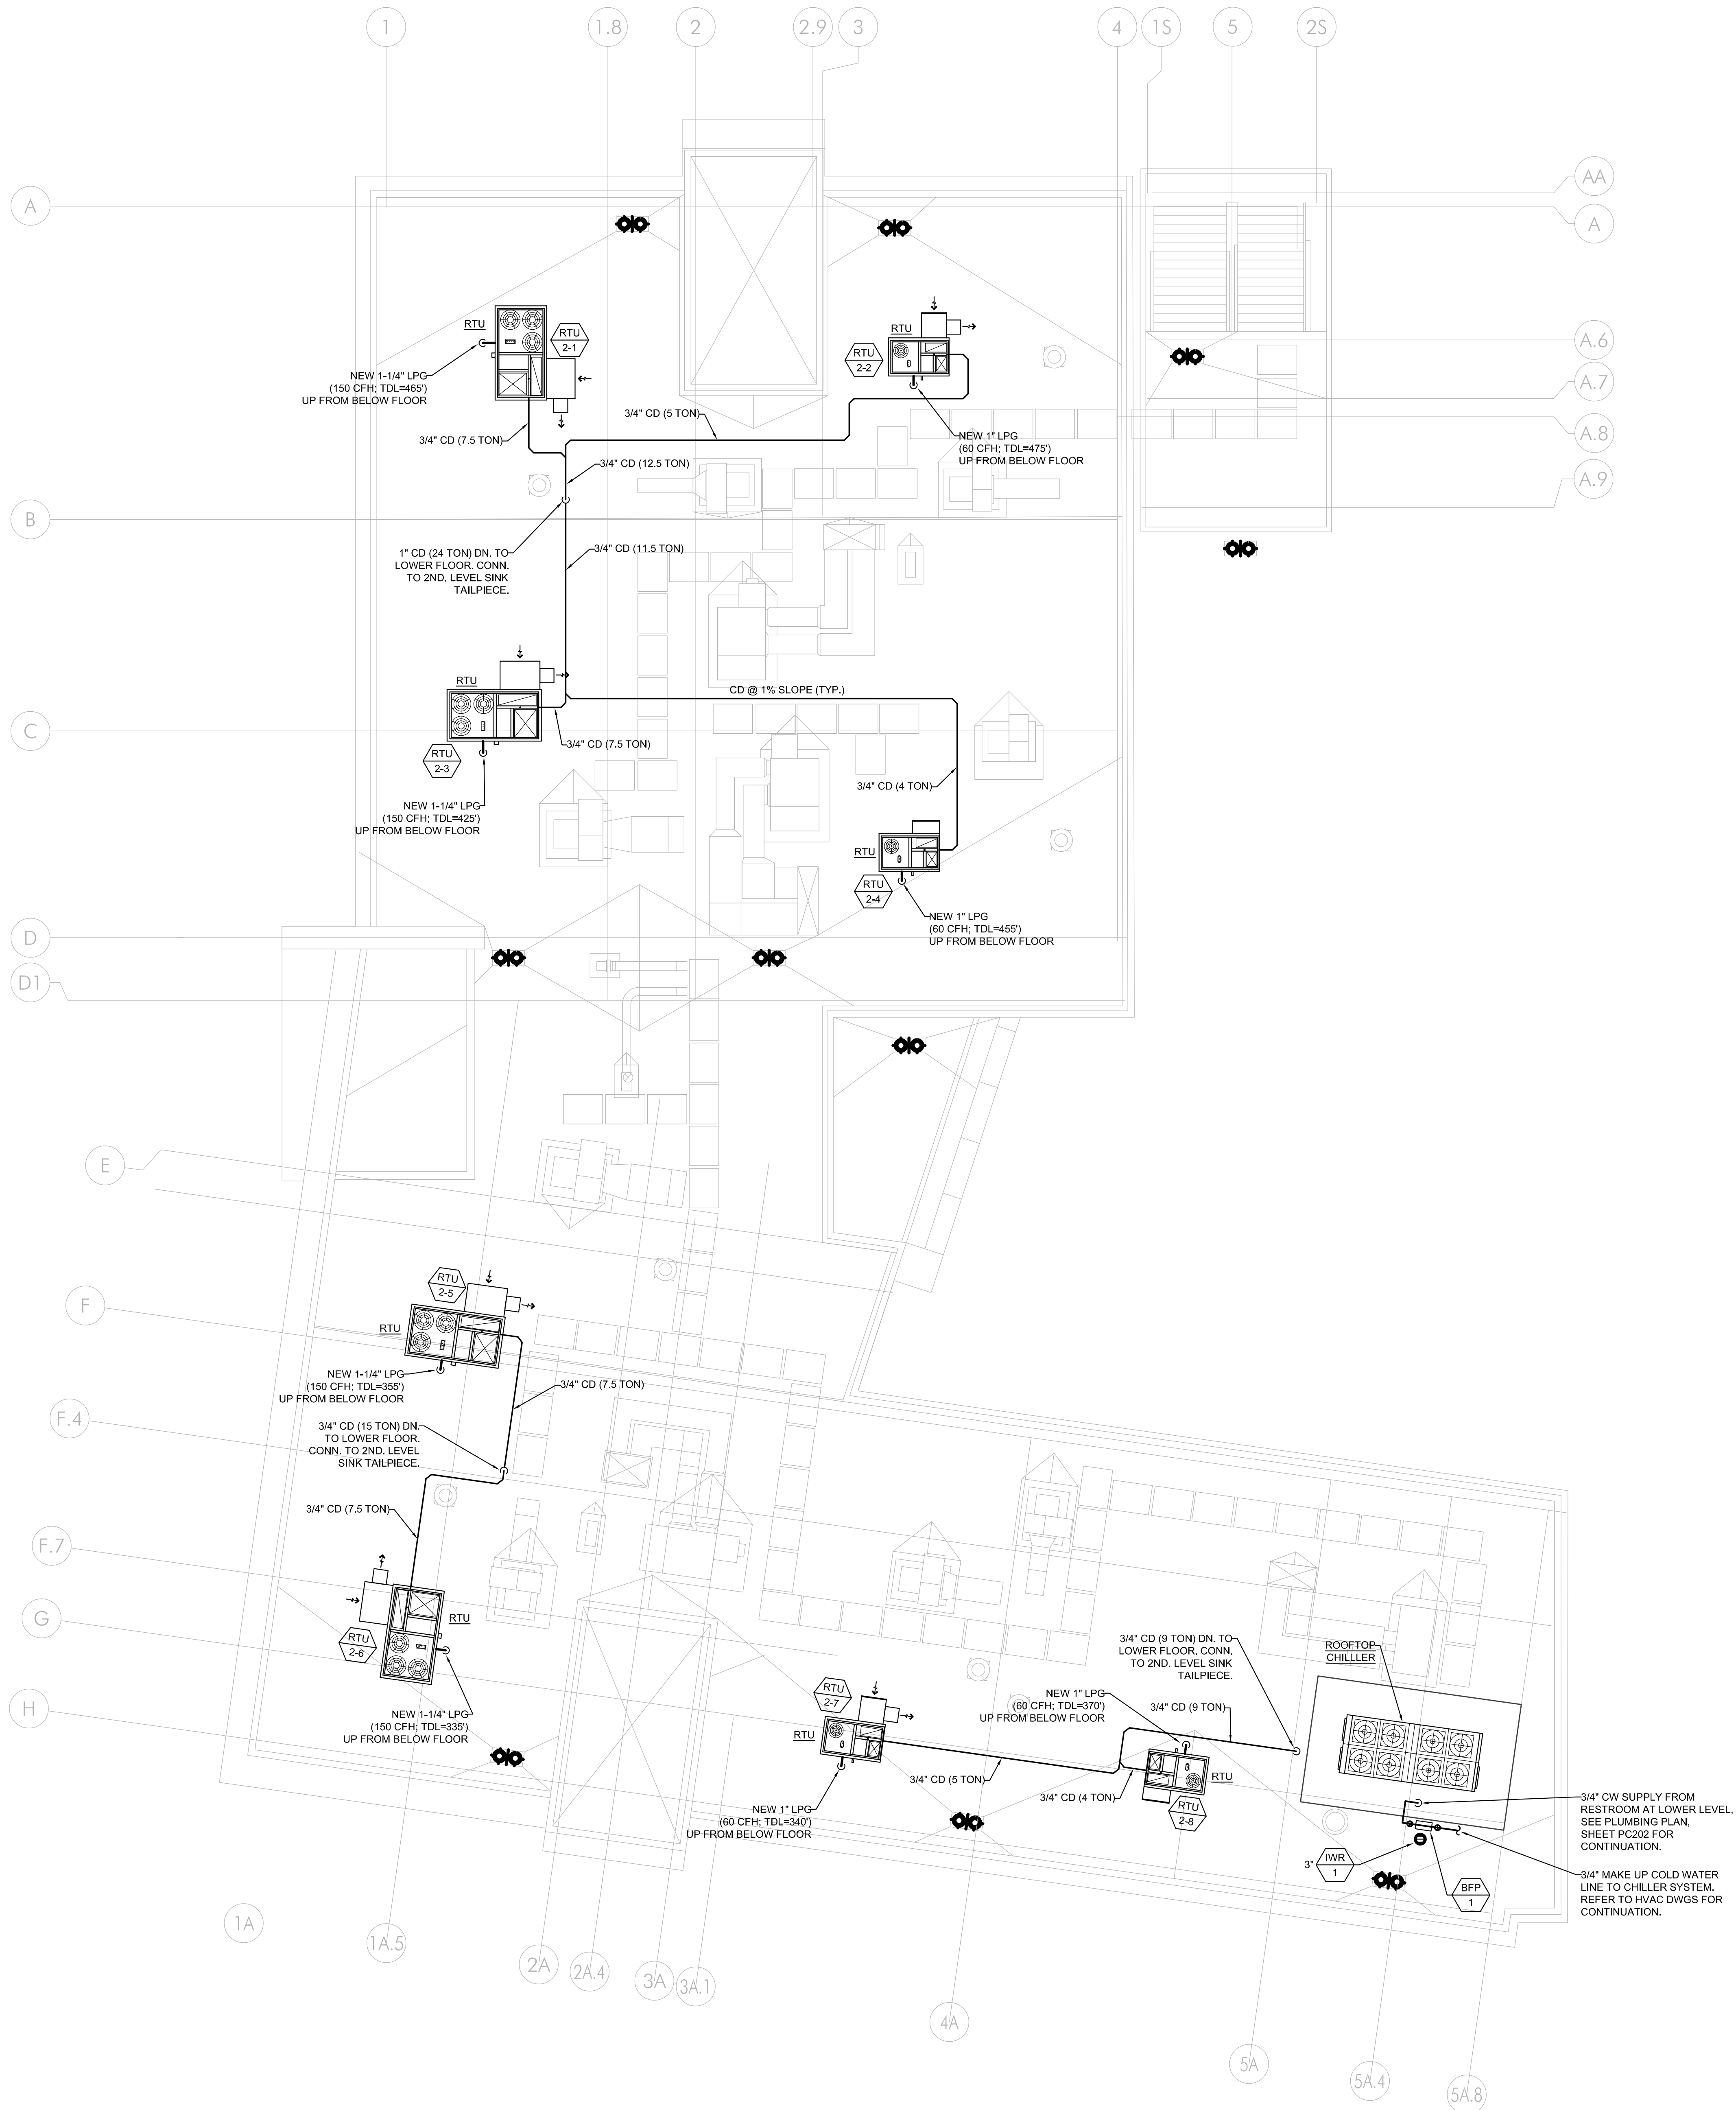 1
1.8
2
2.9
3
4
1S
5
2S
AA
A
A
RTU
RTU
2-1
NEW 1-1/4" LPG
(150 CFH; TDL=465')
UP FROM BELOW FLOOR
3/4" CD (7.5 TON)
RTU
RTU
2-2
3/4" CD (5 TON)
NEW 1" LPG
(60 CFH; TDL=475')
UP FROM BELOW FLOOR
A.6
A.7
A.8
A.9
3/4" CD (12.5 TON)
B
1" CD (24 TON) DN. TO
LOWER FLOOR. CONN.
TO 2ND. LEVEL SINK
TAILPIECE.
3/4" CD (11.5 TON)
RTU
CD @ 1% SLOPE (TYP.)
C
RTU
2-3
3/4" CD (7.5 TON)
NEW 1-1/4" LPG
(150 CFH; TDL=425')
UP FROM BELOW FLOOR
3/4" CD (4 TON)
RTU
RTU
2-4
NEW 1" LPG
(60 CFH; TDL=455')
UP FROM BELOW FLOOR
D
D1
E
F
RTU
2-5
RTU
NEW 1-1/4" LPG
(150 CFH; TDL=355')
UP FROM BELOW FLOOR
3/4" CD (7.5 TON)
F.4
3/4" CD (15 TON) DN.
TO LOWER FLOOR.
CONN. TO 2ND. LEVEL
SINK TAILPIECE.
3/4" CD (7.5 TON)
F.7
G
RTU
RTU
2-6
H
NEW 1-1/4" LPG
(150 CFH; TDL=335')
UP FROM BELOW FLOOR
RTU
2-7
RTU
NEW 1" LPG
(60 CFH; TDL=340')
UP FROM BELOW FLOOR
3/4" CD (5 TON)
3/4" CD (9 TON) DN. TO
LOWER FLOOR. CONN.
TO 2ND. LEVEL SINK
TAILPIECE.
NEW 1" LPG
(60 CFH; TDL=370')
UP FROM BELOW FLOOR
3/4" CD (9 TON)
3/4" CD (4 TON)
RTU
RTU
2-8
ROOFTOP
CHILLLER
3/4" CW SUPPLY FROM
RESTROOM AT LOWER LEVEL,
SEE PLUMBING PLAN,
SHEET PC202 FOR
CONTINUATION.
3"
IWR
1
BFP
1
3/4" MAKE UP COLD WATER
LINE TO CHILLER SYSTEM.
REFER TO HVAC DWGS FOR
CONTINUATION.
1A
1A.5
2A
2A.4
3A
3A.1
4A
5A
5A.4
5A.8